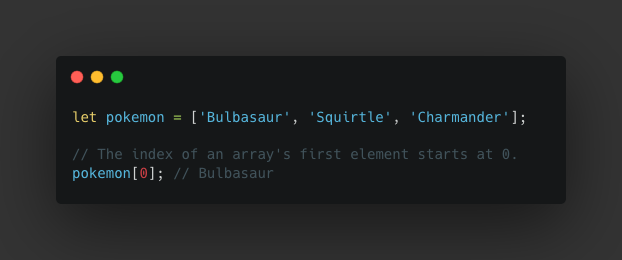 let pokemon = ['Bulbasaur', 'Squirtle', 'Charmander'];
// The index of an array's first element starts at 0.
pokemon[0]; // Bulbasaur